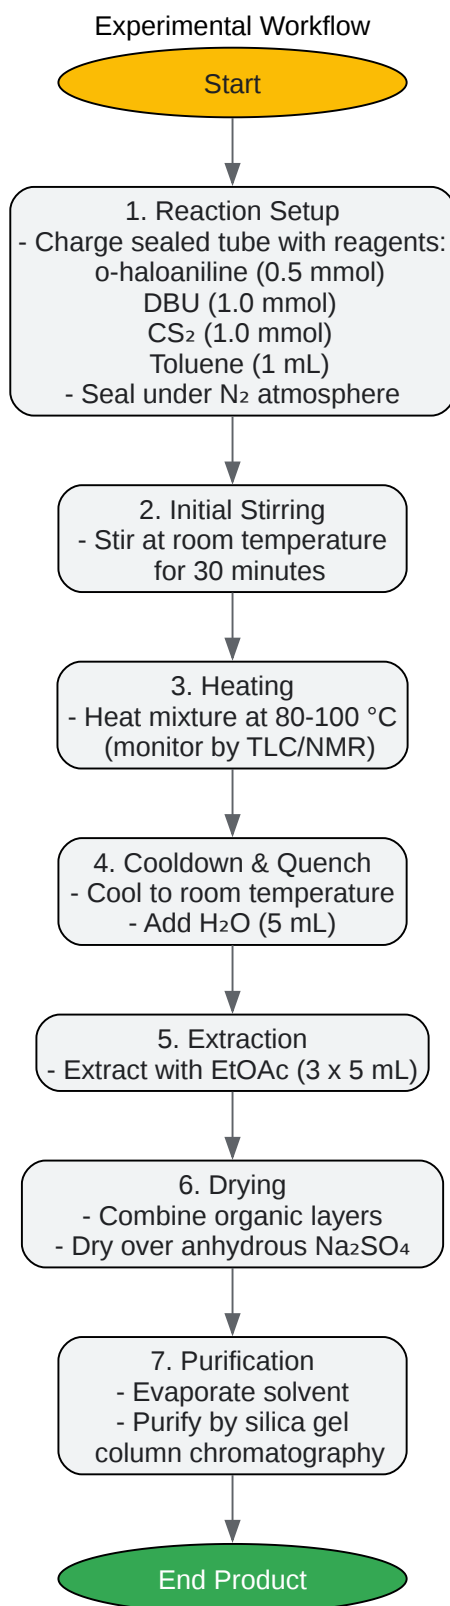 Experimental Workflow
Start
1. Reaction Setup
- Charge sealed tube with reagents:
o-haloaniline (0.5 mmol)
DBU (1.0 mmol)
CS₂ (1.0 mmol)
Toluene (1 mL)
- Seal under N₂ atmosphere
2. Initial Stirring
- Stir at room temperature
for 30 minutes
3. Heating
- Heat mixture at 80-100 °C
(monitor by TLC/NMR)
4. Cooldown & Quench
- Cool to room temperature
- Add H₂O (5 mL)
5. Extraction
- Extract with EtOAc (3 x 5 mL)
6. Drying
- Combine organic layers
- Dry over anhydrous Na₂SO₄
7. Purification
- Evaporate solvent
- Purify by silica gel
column chromatography
End Product